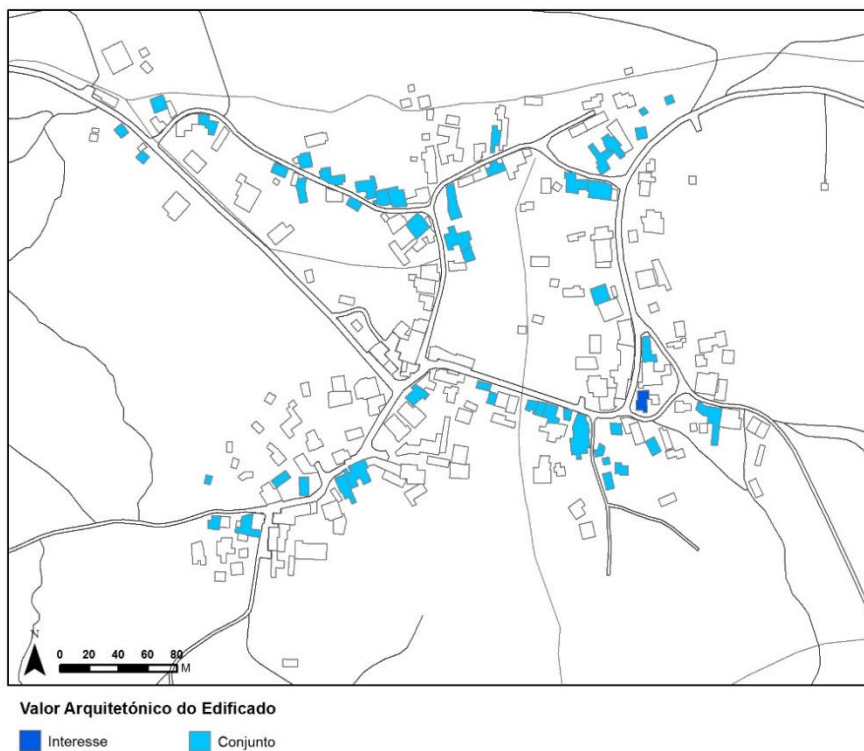 N
0 20 40 60 80
M
Valor Arquitetónico do Edificado
Interesse Conjunto